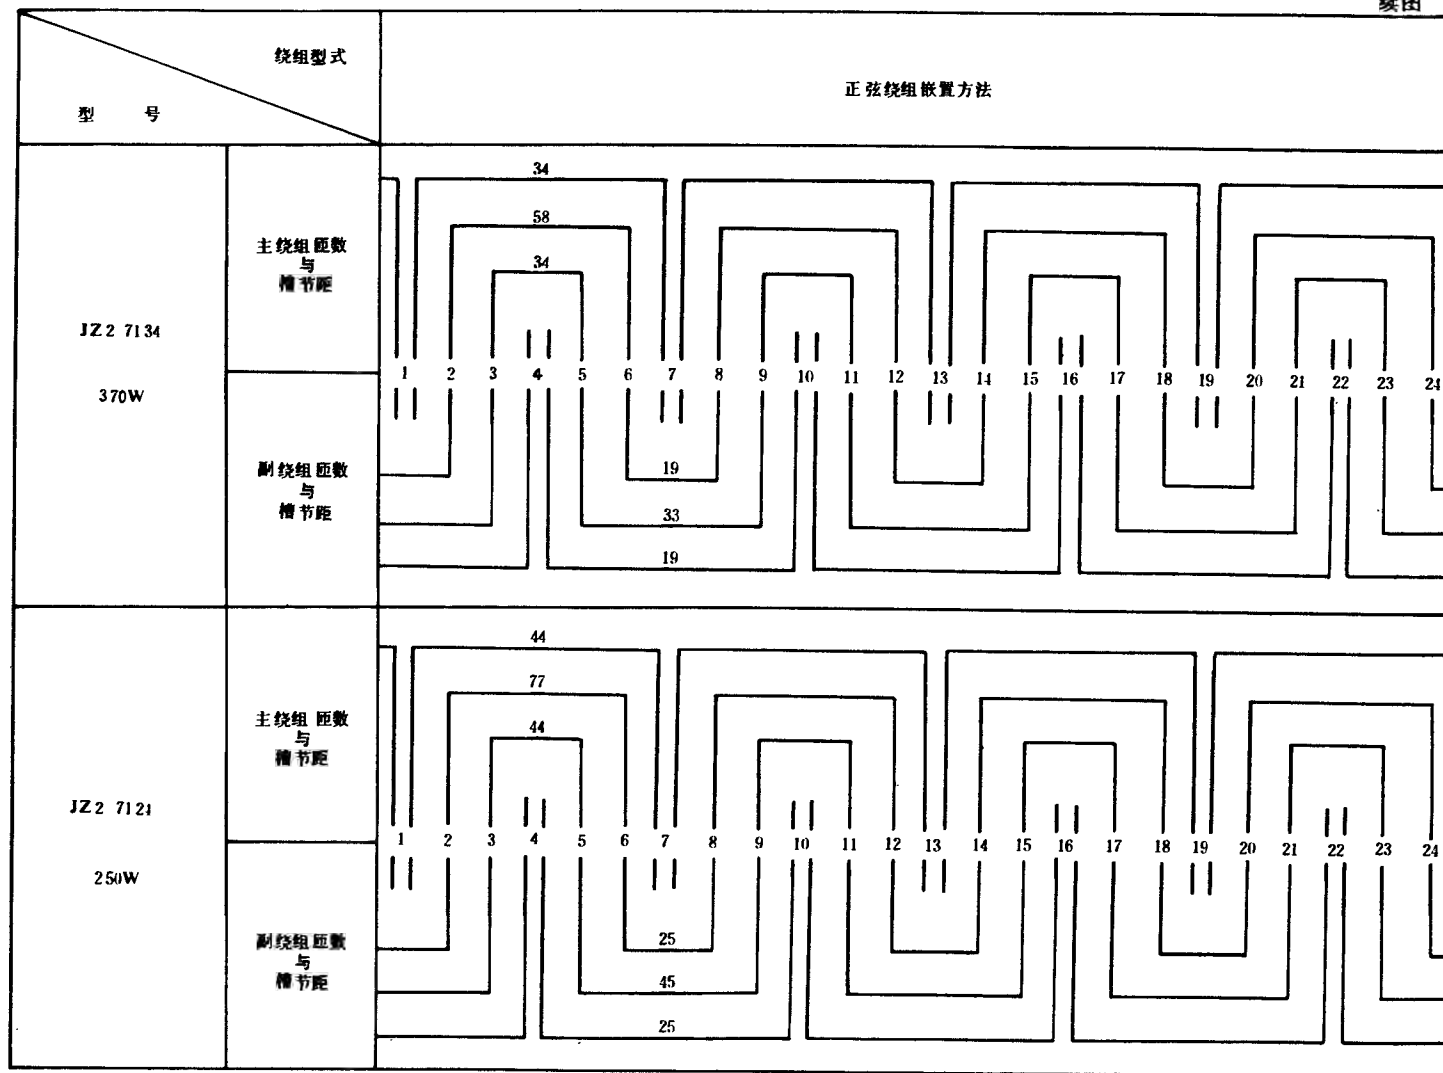 续图
绕组型式
型 号
正弦绕组嵌置方法
JZ2 7134
370W
主绕组匝数
与
槽节距
副绕组匝数
与
槽节距
34
58
34
1 2 3 4 5 6 7 8 9 10 11 12 13 14 15 16 17 18 19 20 21 22 23 24
19
33
19
JZ2 7124
250W
主绕组匝数
与
槽节距
副绕组匝数
与
槽节距
44
77
44
1 2 3 4 5 6 7 8 9 10 11 12 13 14 15 16 17 18 19 20 21 22 23 24
25
45
25